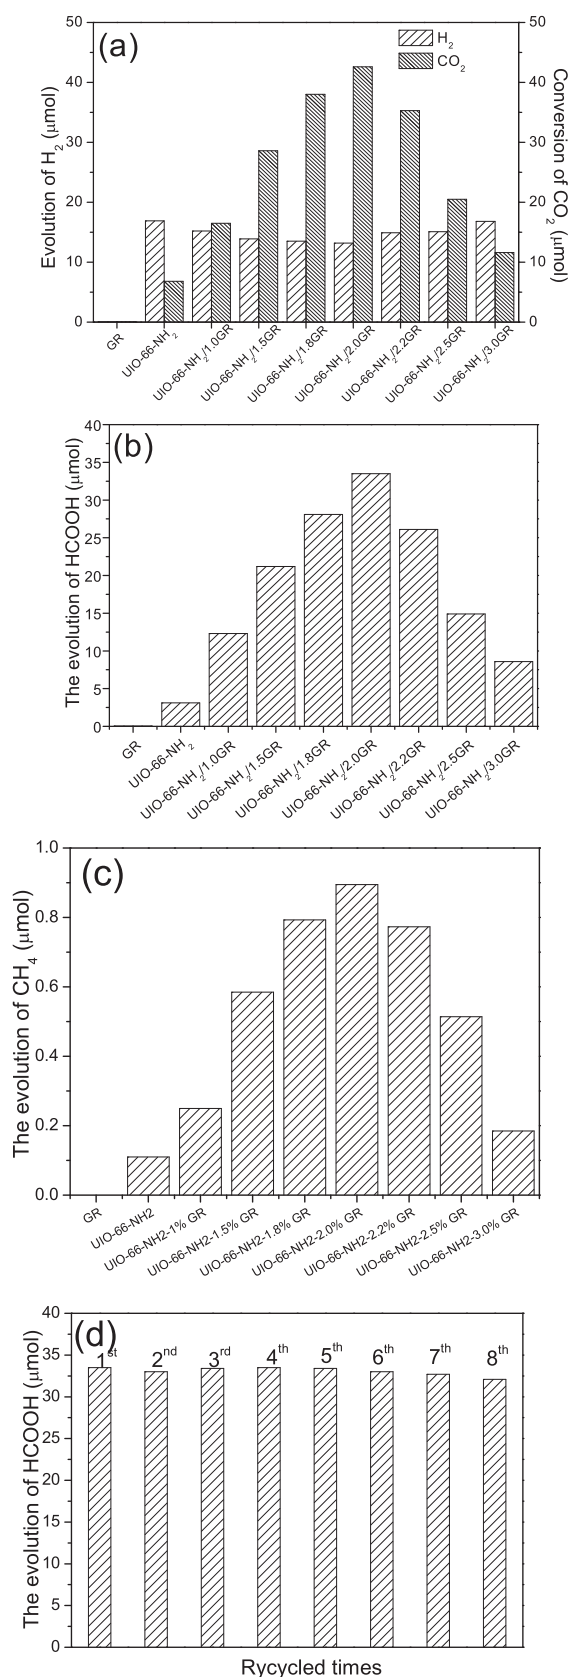 (a)
H₂
CO₂
Evolution of H₂ (μmol)
50
40
30
20
10
0
50
40
30
20
10
0
Conversion of CO₂ (μmol)
GR
UIO-66-NH₂
UIO-66-NH₂/1.0GR
UIO-66-NH₂/1.5GR
UIO-66-NH₂/1.8GR
UIO-66-NH₂/2.0GR
UIO-66-NH₂/2.2GR
UIO-66-NH₂/2.5GR
UIO-66-NH₂/3.0GR
(b)
The evolution of HCOOH (μmol)
40
35
30
25
20
15
10
5
0
GR
UIO-66-NH₂
UIO-66-NH₂/1.0GR
UIO-66-NH₂/1.5GR
UIO-66-NH₂/1.8GR
UIO-66-NH₂/2.0GR
UIO-66-NH₂/2.2GR
UIO-66-NH₂/2.5GR
UIO-66-NH₂/3.0GR
(c)
The evolution of CH₄ (μmol)
1.0
0.8
0.6
0.4
0.2
0.0
GR
UIO-66-NH2
UIO-66-NH2-1% GR
UIO-66-NH2-1.5% GR
UIO-66-NH2-1.8% GR
UIO-66-NH2-2.0% GR
UIO-66-NH2-2.2% GR
UIO-66-NH2-2.5% GR
UIO-66-NH2-3.0% GR
(d)
The evolution of HCOOH (μmol)
40
35
30
25
20
15
10
5
0
1st 2nd 3rd 4th 5th 6th 7th 8th
Rycycled times